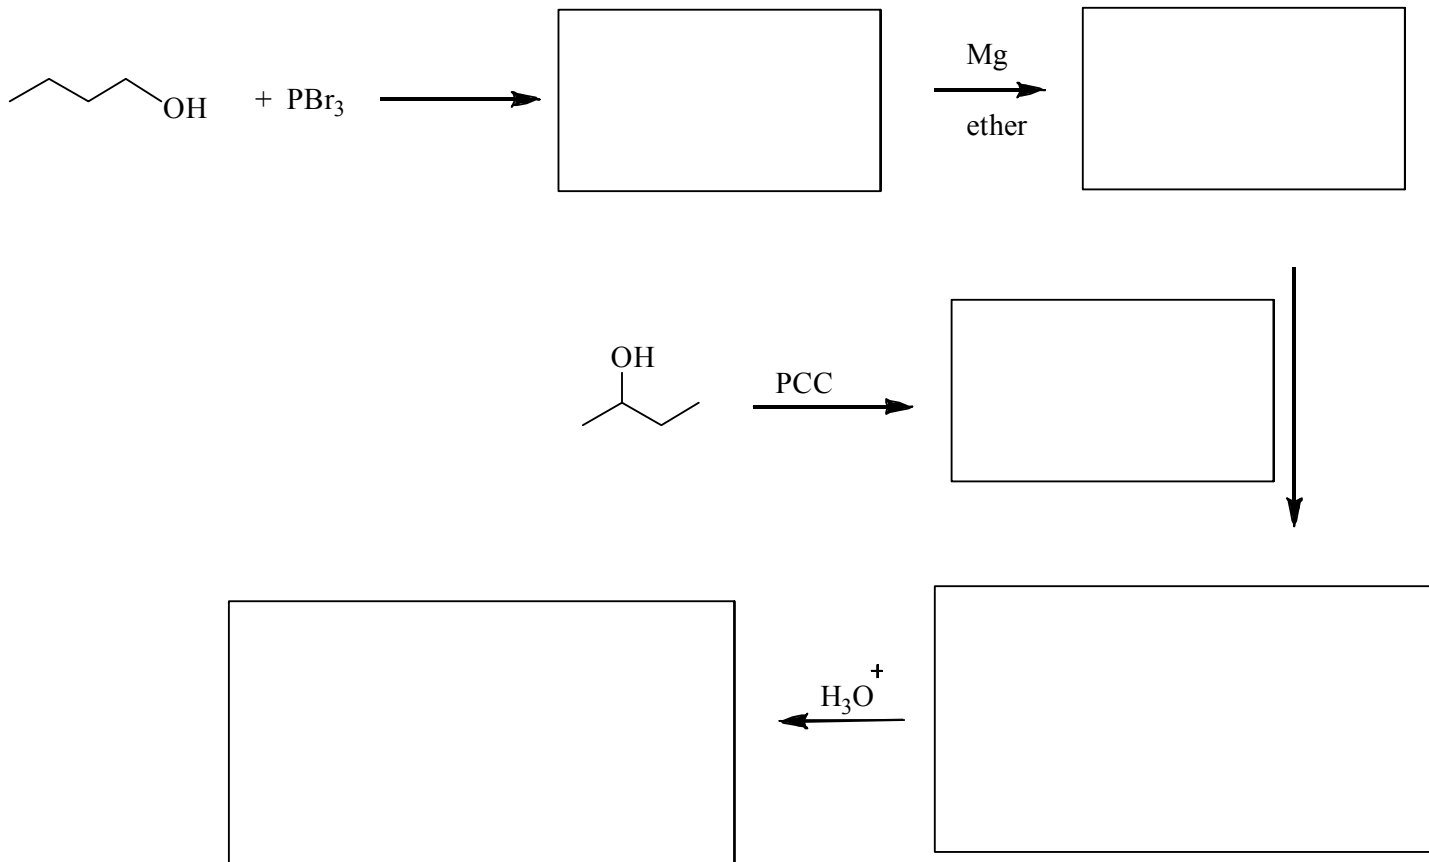 OH + PBr₃
Mg
ether
OH
PCC
H₃O⁺